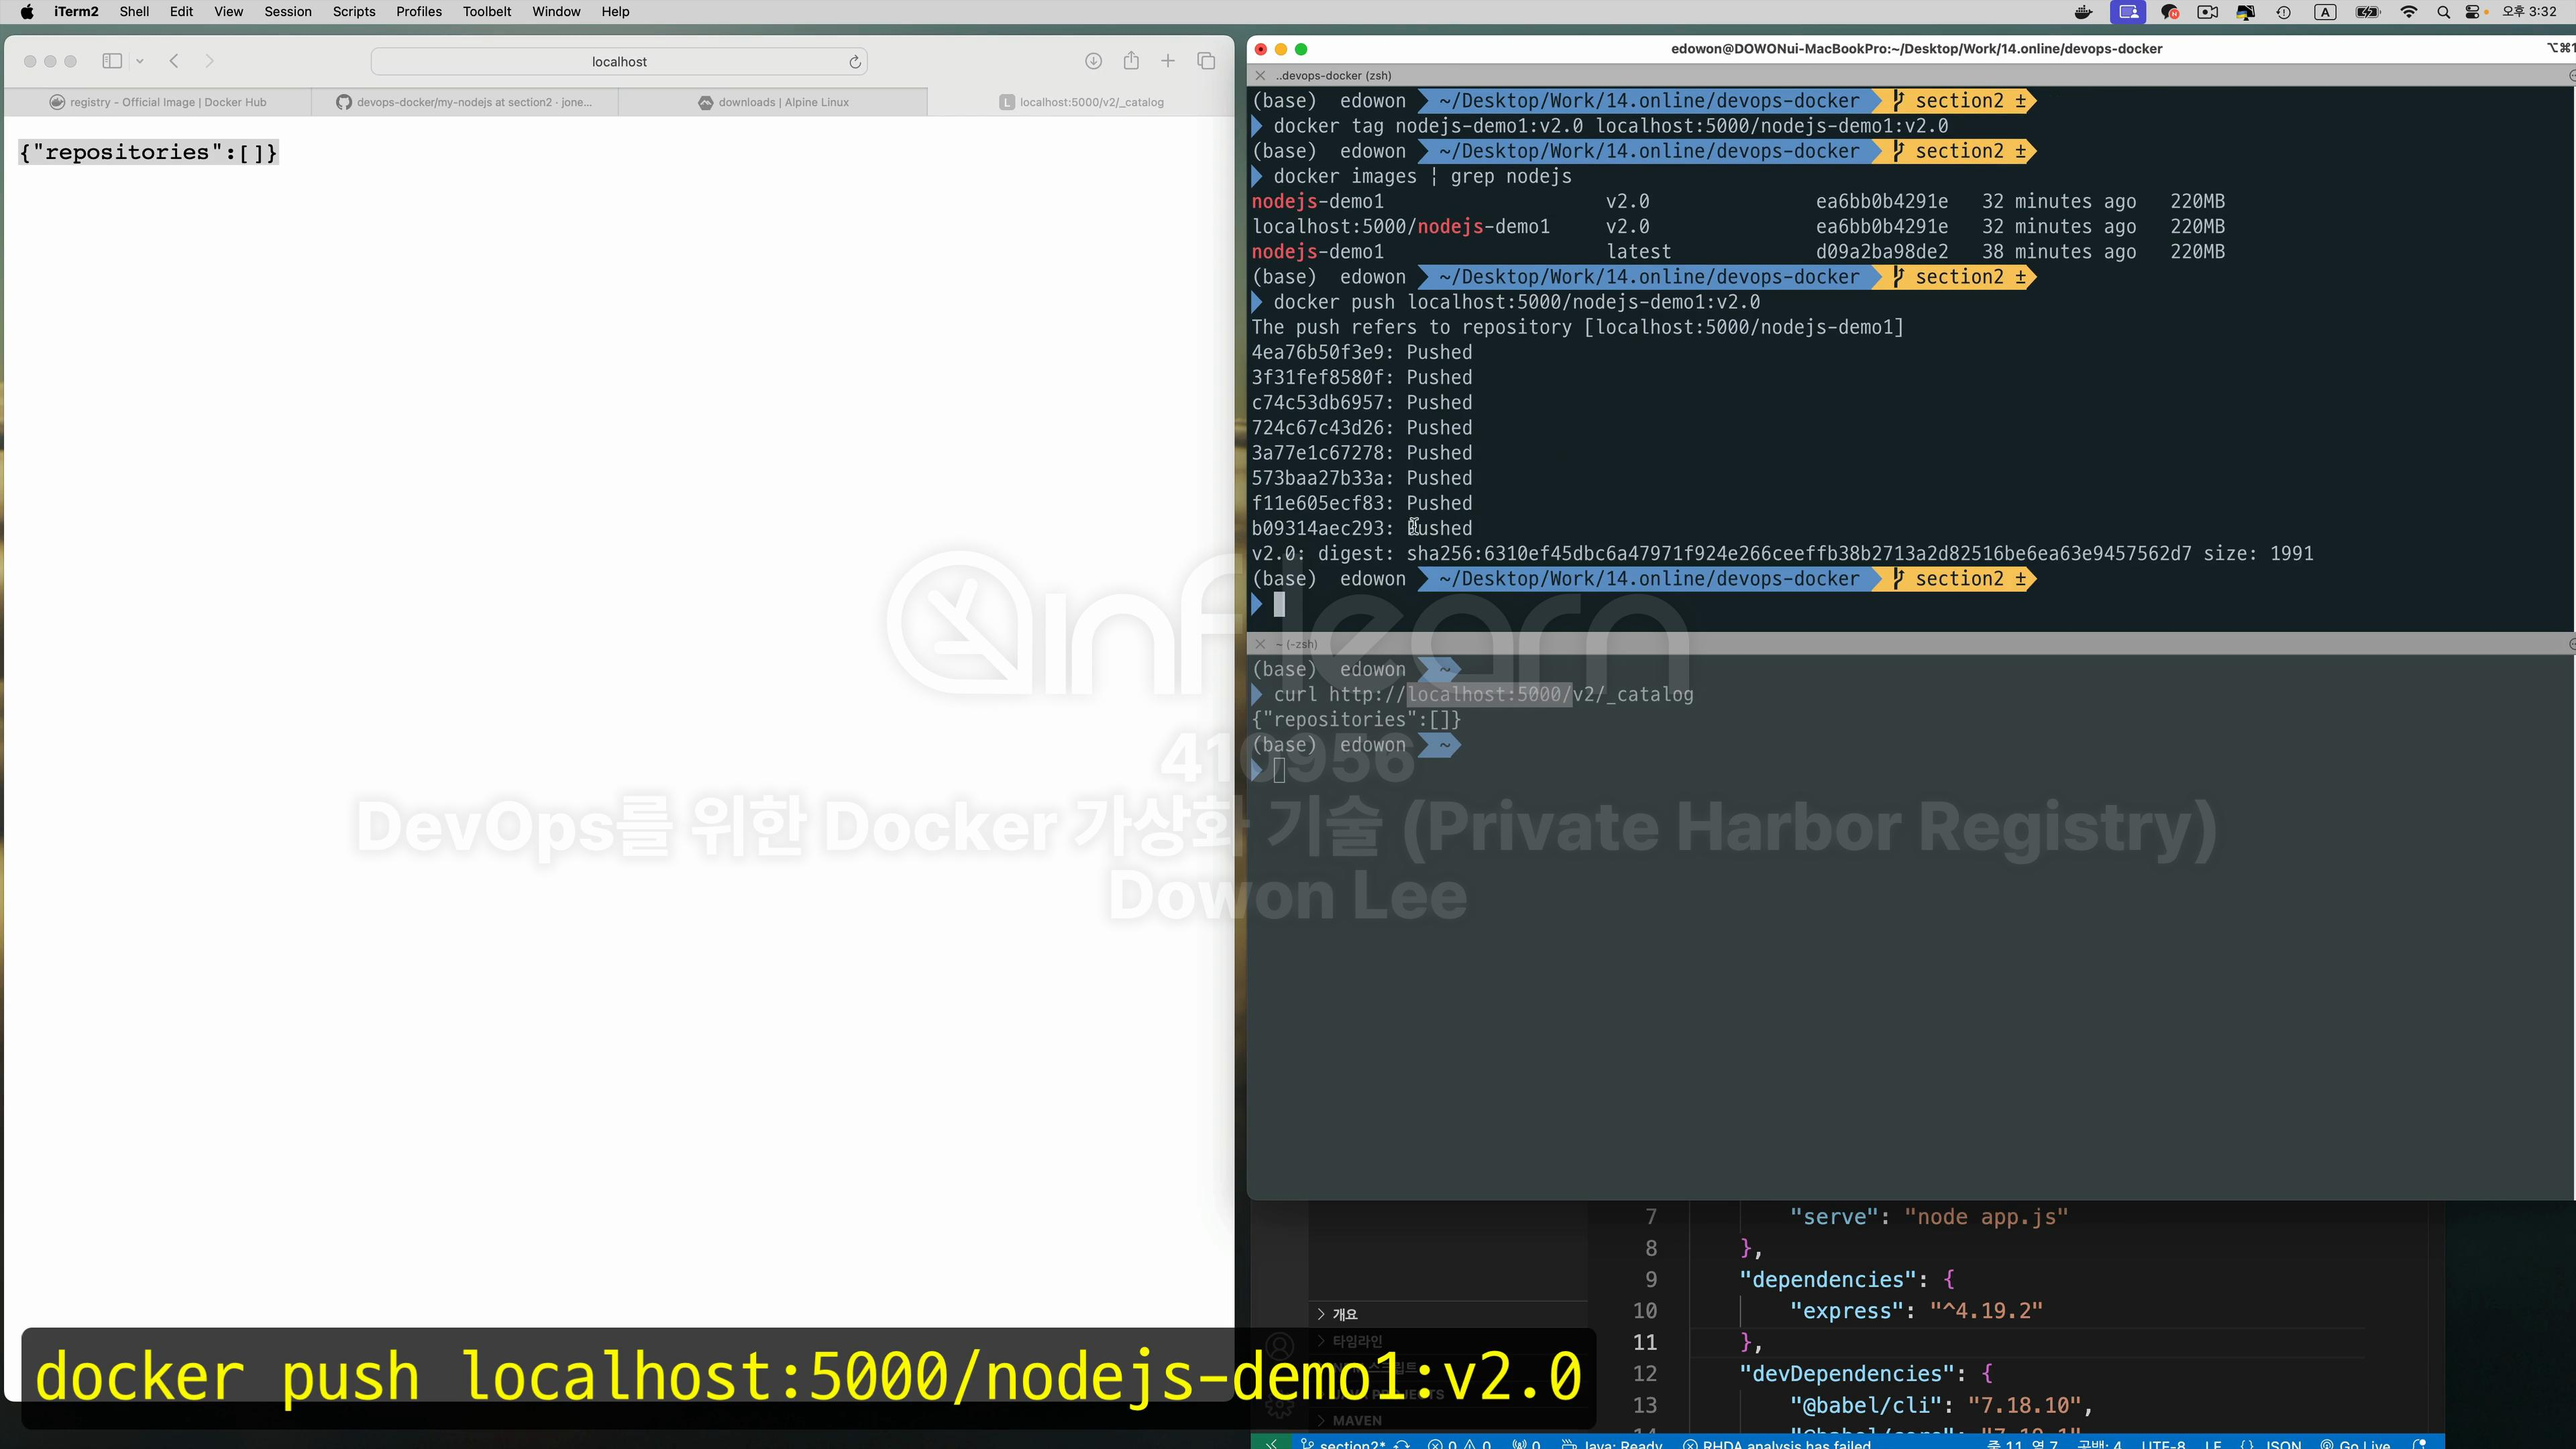 iTerm2 Shell Edit View Session Scripts Profiles Toolbelt Window Help
A 오후 3:32
localhost
registry - Official Image | Docker Hub
devops-docker/my-nodejs at section2 · jone...
downloads | Alpine Linux
L localhost:5000/v2/_catalog
{"repositories":[]}
edowon@DOWONui-MacBookPro:~/Desktop/Work/14.online/devops-docker
..devops-docker (zsh)
(base) edowon ~/Desktop/Work/14.online/devops-docker section2 ±
docker tag nodejs-demo1:v2.0 localhost:5000/nodejs-demo1:v2.0
(base) edowon ~/Desktop/Work/14.online/devops-docker section2 ±
docker images | grep nodejs
nodejs-demo1 v2.0 ea6bb0b4291e 32 minutes ago 220MB
localhost:5000/nodejs-demo1 v2.0 ea6bb0b4291e 32 minutes ago 220MB
nodejs-demo1 latest d09a2ba98de2 38 minutes ago 220MB
(base) edowon ~/Desktop/Work/14.online/devops-docker section2 ±
docker push localhost:5000/nodejs-demo1:v2.0
The push refers to repository [localhost:5000/nodejs-demo1]
4ea76b50f3e9: Pushed
3f31fef8580f: Pushed
c74c53db6957: Pushed
724c67c43d26: Pushed
3a77e1c67278: Pushed
573baa27b33a: Pushed
f11e605ecf83: Pushed
b09314aec293: Pushed
v2.0: digest: sha256:6310ef45dbc6a47971f924e266ceeffb38b2713a2d82516be6ea63e9457562d7 size: 1991
(base) edowon ~/Desktop/Work/14.online/devops-docker section2 ±
~ (-zsh)
(base) edowon ~
curl http://localhost:5000/v2/_catalog
{"repositories":[]}
(base) edowon ~
inflearn
410956
DevOps를 위한 Docker 가상화 기술 (Private Harbor Registry)
Dowon Lee
7 "serve": "node app.js"
8 },
9 "dependencies": {
10 "express": "^4.19.2"
11 },
12 "devDependencies": {
13 "@babel/cli": "7.18.10",
개요
타임라인
MAVEN
docker push localhost:5000/nodejs-demo1:v2.0
section2* 0 0 0 Java: Ready RHDA analysis has failed 줄 11, 열 7 공백: 4 UTF-8 LF {} JSON Go Live